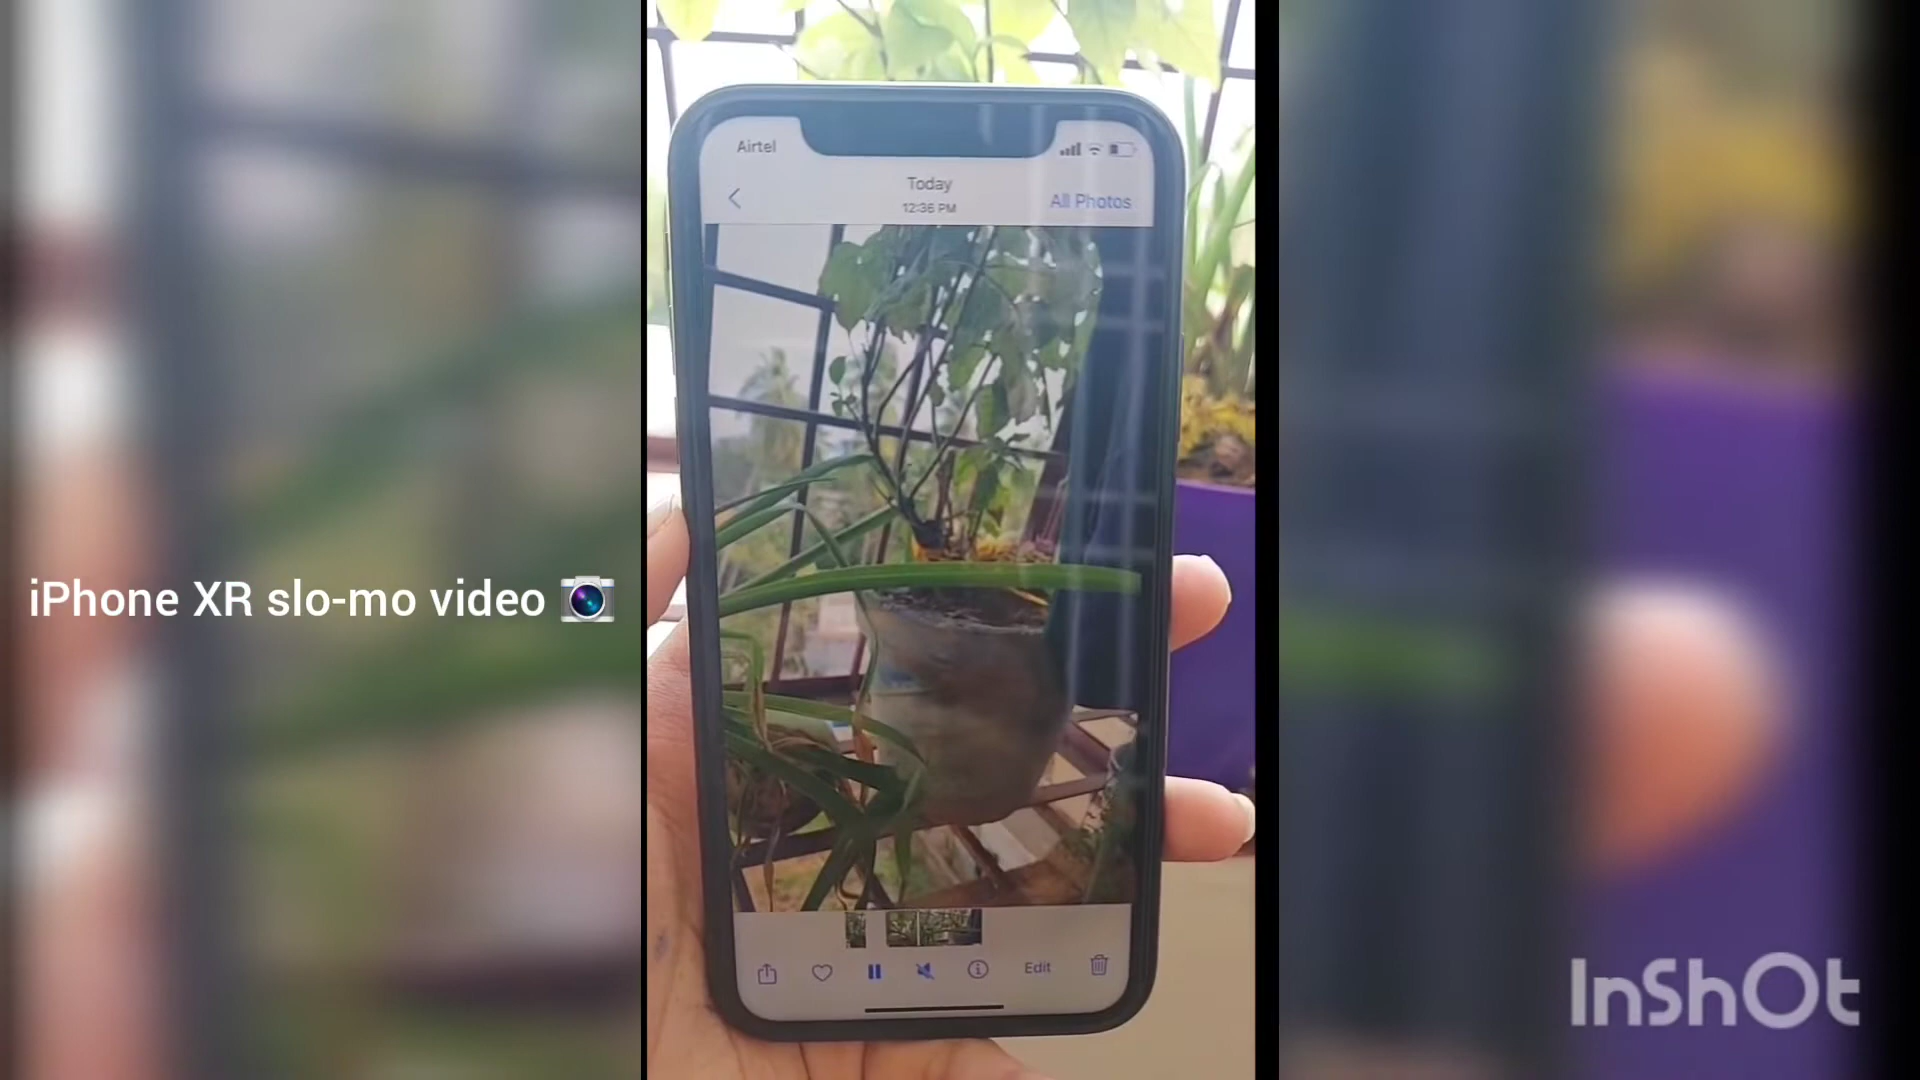 Airtel
Today
12:36 PM
All Photos
iPhone XR slo-mo video
Edit
InShOt